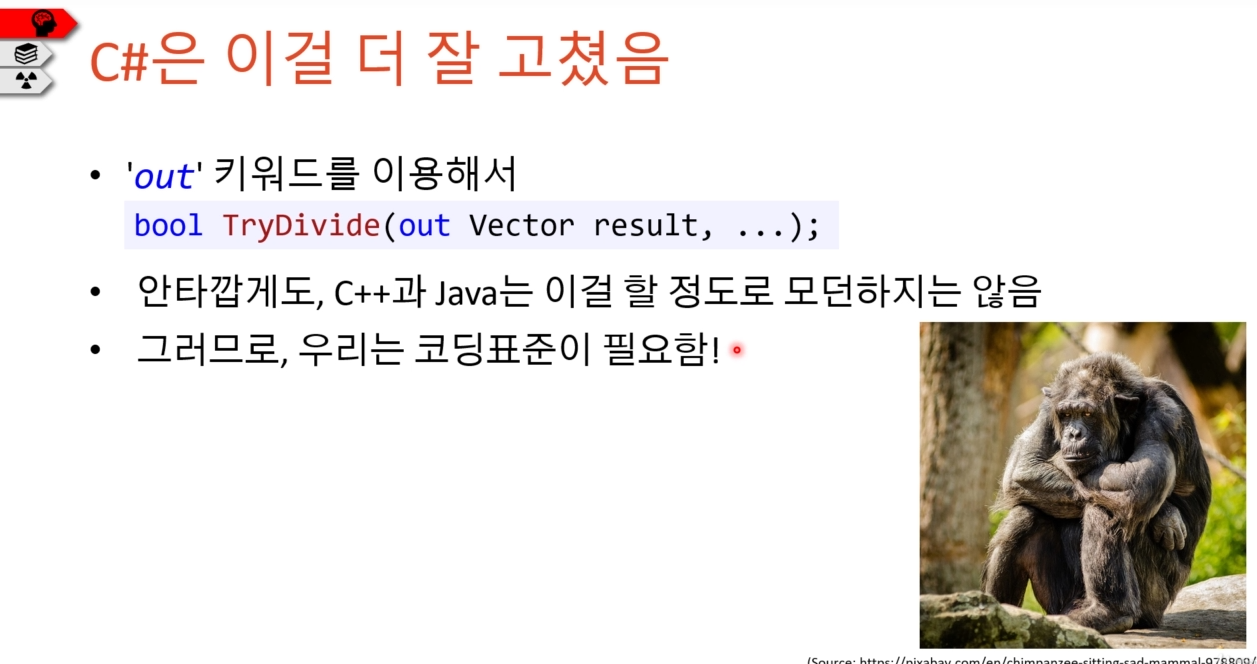 C#은 이걸 더 잘 고쳤음
• 'out' 키워드를 이용해서
bool TryDivide(out Vector result, ...);
• 안타깝게도, C++과 Java는 이걸 할 정도로 모던하지는 않음
• 그러므로, 우리는 코딩표준이 필요함!
(Source: https://pixabay.com/en/chimpanzee-sitting-sad-mammal-978809/